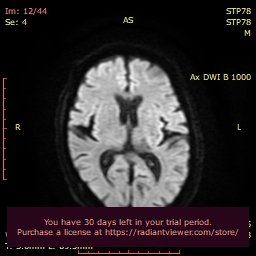 Im: 12/44
Se: 4
AS
STP78
STP78
M
Ax DWI B 1000
R
L
You have 30 days left in your trial period.
Purchase a license at https://radiantviewer.com/store/